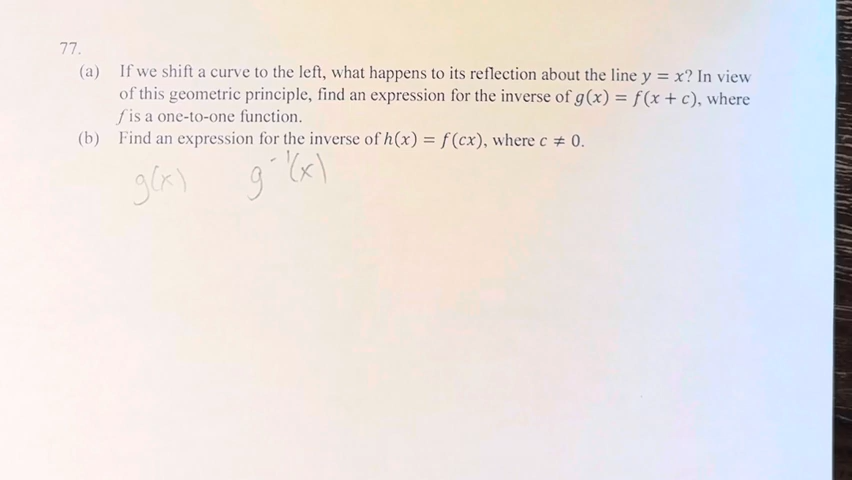 77.
(a) If we shift a curve to the left, what happens to its reflection about the line y = x? In view
of this geometric principle, find an expression for the inverse of g(x) = f(x + c), where
f is a one-to-one function.
(b) Find an expression for the inverse of h(x) = f(cx), where c ≠ 0.
g(x) g⁻¹(x)